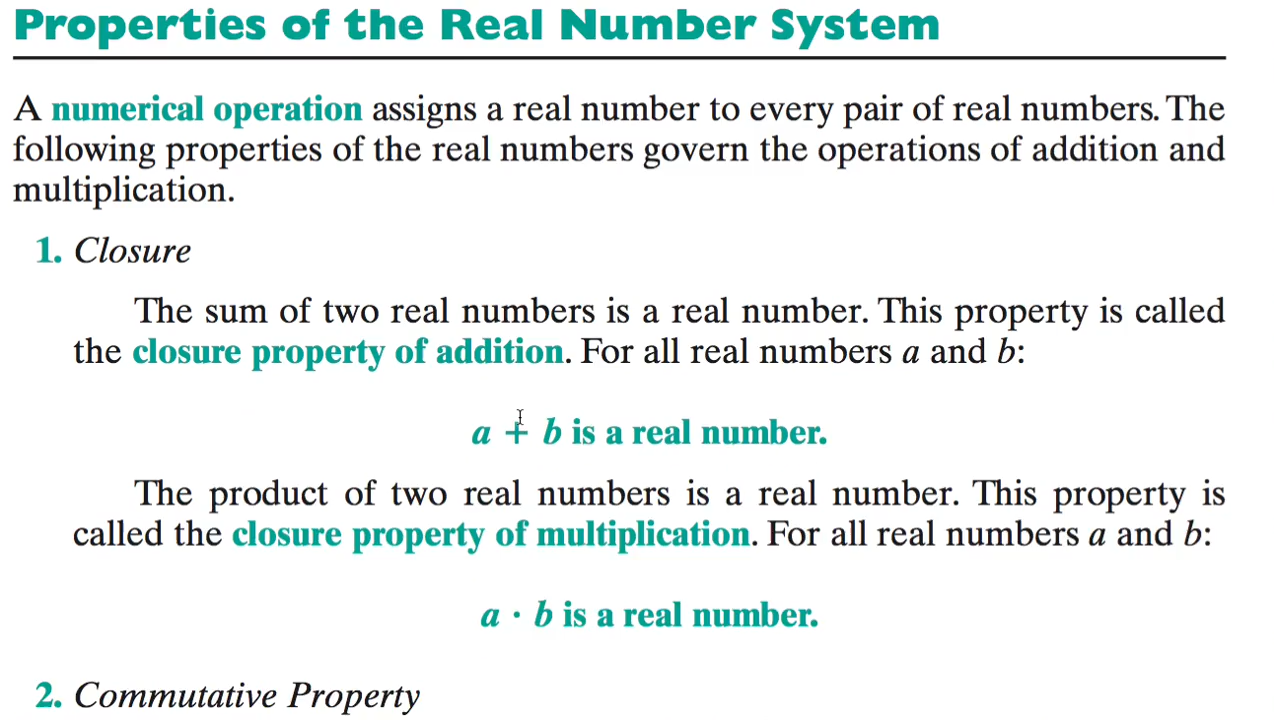 Properties of the Real Number System
A numerical operation assigns a real number to every pair of real numbers. The
following properties of the real numbers govern the operations of addition and
multiplication.
1. Closure
The sum of two real numbers is a real number. This property is called
the closure property of addition. For all real numbers a and b:
a + b is a real number.
The product of two real numbers is a real number. This property is
called the closure property of multiplication. For all real numbers a and b:
a · b is a real number.
2. Commutative Property